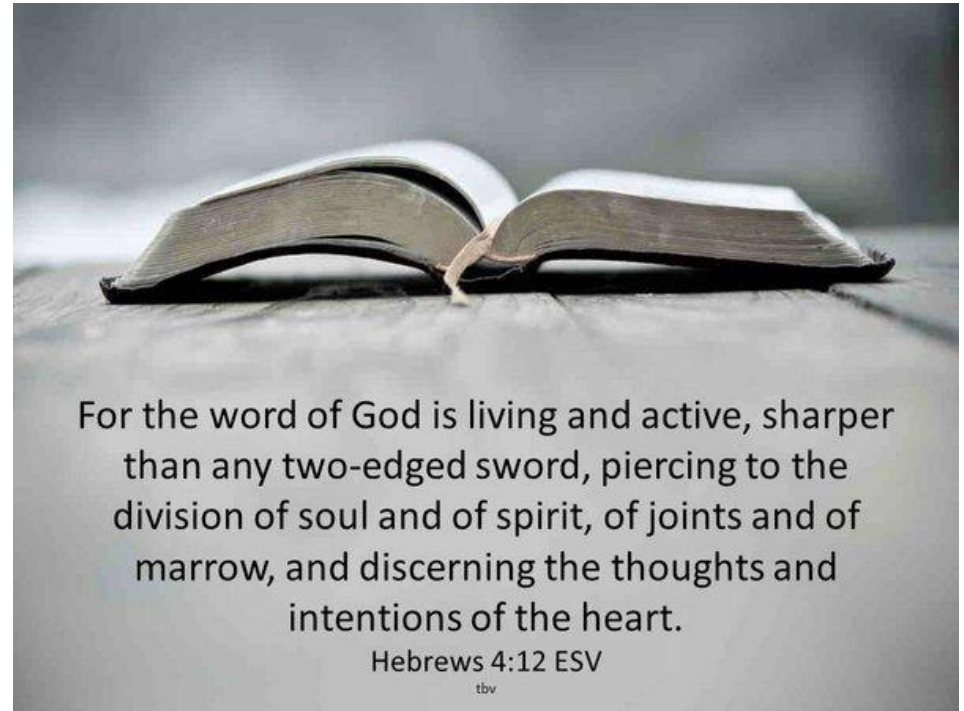 For the word of God is living and active, sharper
than any two-edged sword, piercing to the
division of soul and of spirit, of joints and of
marrow, and discerning the thoughts and
intentions of the heart.
Hebrews 4:12 ESV
tbv